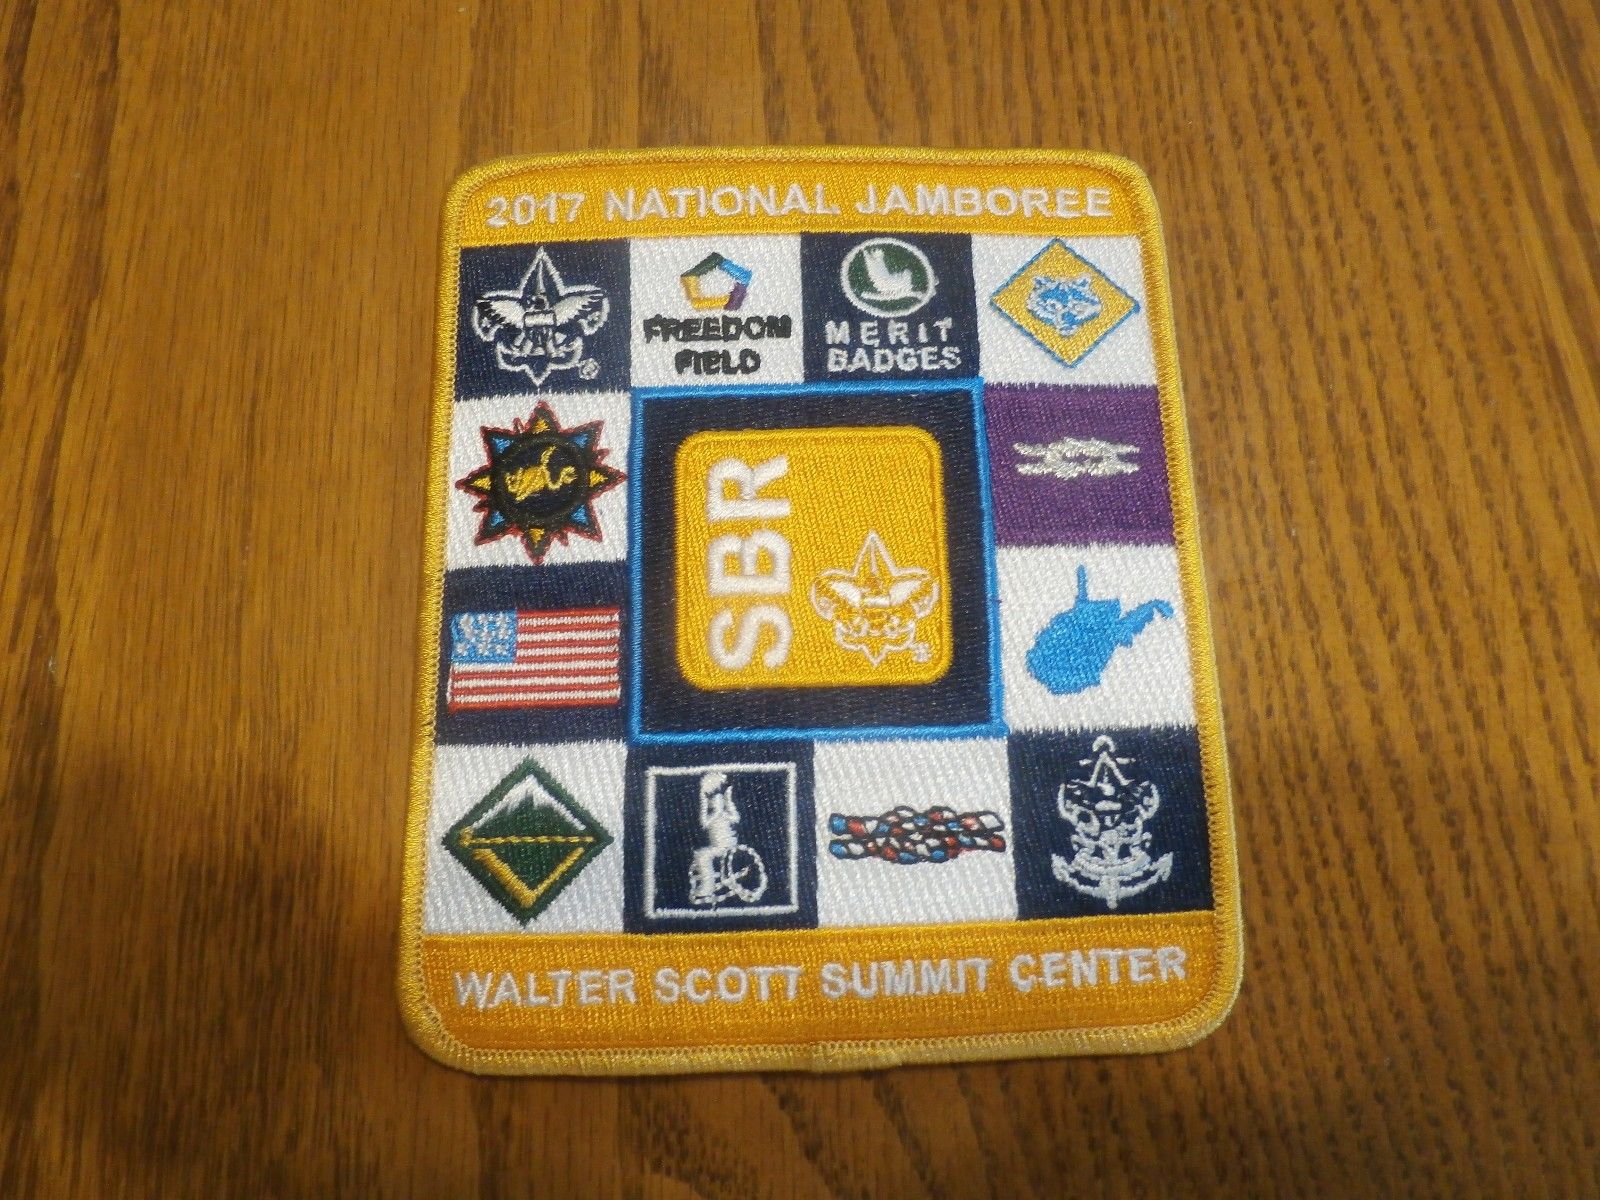 2017 NATIONAL JAMBOREE
®
FREEDOM
FIELD
MERIT
BADGES
SBR
WALTER SCOTT SUMMIT CENTER